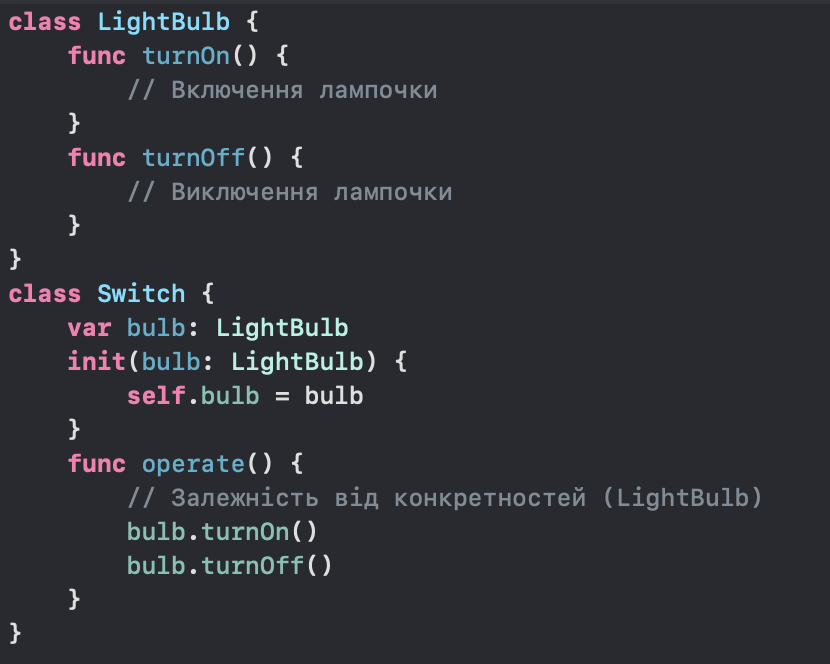 class LightBulb {
    func turnOn() {
        // Включення лампочки
    }
    func turnOff() {
        // Виключення лампочки
    }
}
class Switch {
    var bulb: LightBulb
    init(bulb: LightBulb) {
        self.bulb = bulb
    }
    func operate() {
        // Залежність від конкретностей (LightBulb)
        bulb.turnOn()
        bulb.turnOff()
    }
}